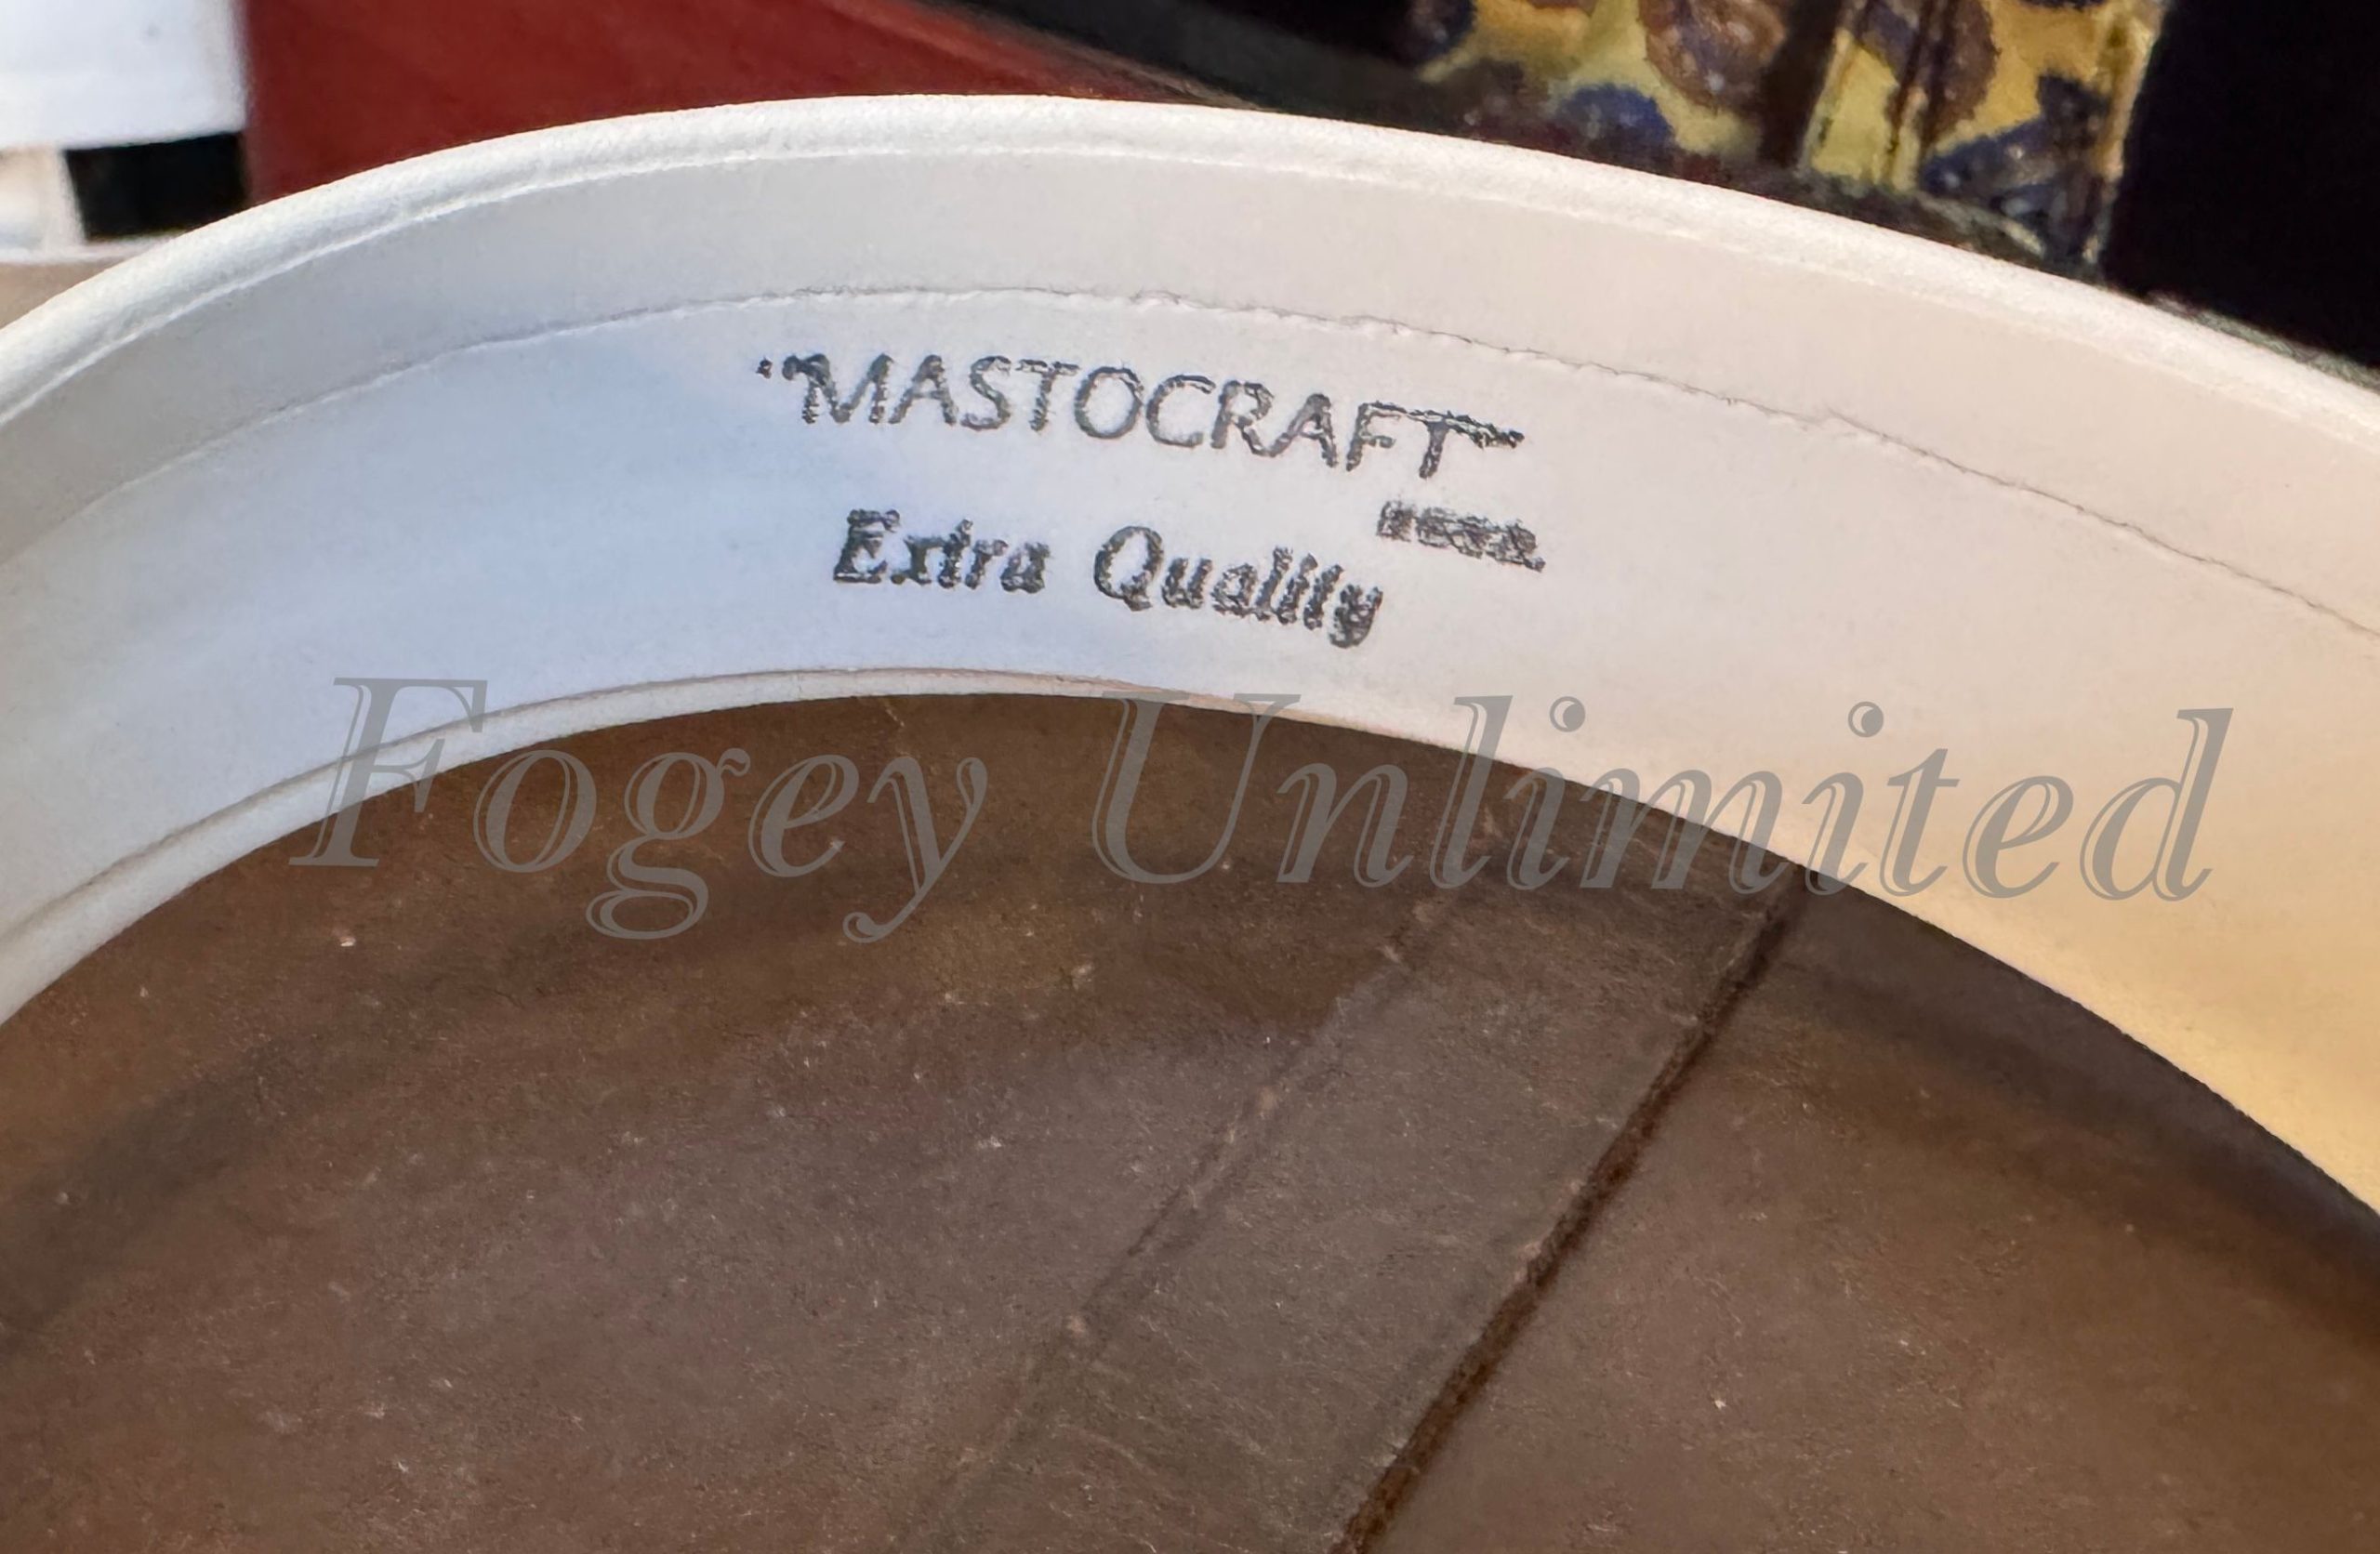 "MASTOCRAFT"
Extra Quality
Fogey Unlimited